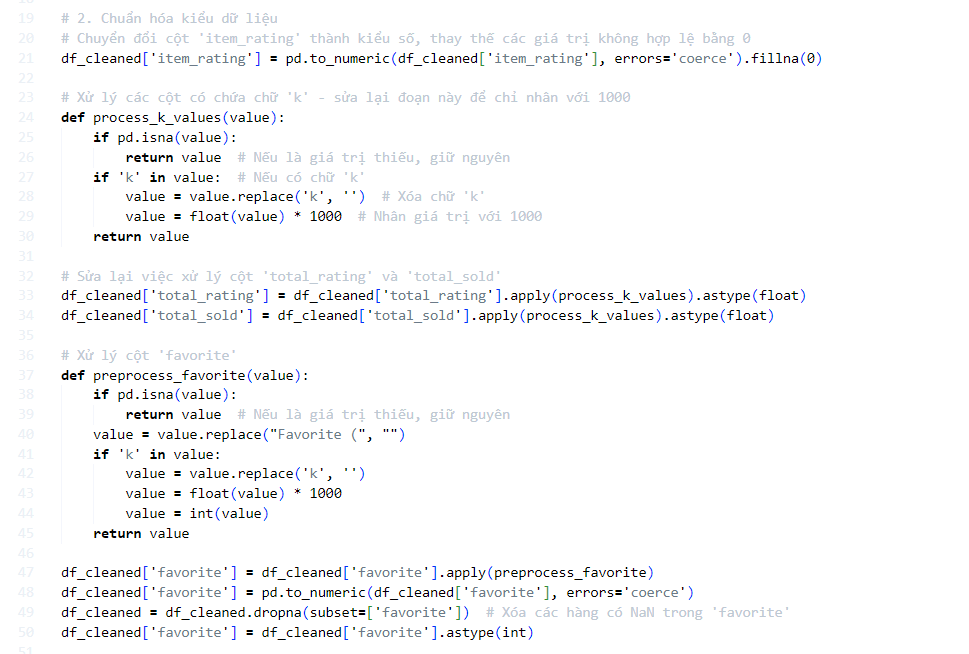 19 # 2. Chuẩn hóa kiểu dữ liệu
20 # Chuyển đổi cột 'item_rating' thành kiểu số, thay thế các giá trị không hợp lệ bằng 0
21 df_cleaned['item_rating'] = pd.to_numeric(df_cleaned['item_rating'], errors='coerce').fillna(0)
22
23 # Xử lý các cột có chứa chữ 'k' - sửa lại đoạn này để chỉ nhân với 1000
24 def process_k_values(value):
25     if pd.isna(value):
26         return value  # Nếu là giá trị thiếu, giữ nguyên
27     if 'k' in value:  # Nếu có chữ 'k'
28         value = value.replace('k', '')  # Xóa chữ 'k'
29         value = float(value) * 1000  # Nhân giá trị với 1000
30     return value
31
32 # Sửa lại việc xử lý cột 'total_rating' và 'total_sold'
33 df_cleaned['total_rating'] = df_cleaned['total_rating'].apply(process_k_values).astype(float)
34 df_cleaned['total_sold'] = df_cleaned['total_sold'].apply(process_k_values).astype(float)
35
36 # Xử lý cột 'favorite'
37 def preprocess_favorite(value):
38     if pd.isna(value):
39         return value  # Nếu là giá trị thiếu, giữ nguyên
40     value = value.replace("Favorite (", "")
41     if 'k' in value:
42         value = value.replace('k', '')
43         value = float(value) * 1000
44         value = int(value)
45     return value
46
47 df_cleaned['favorite'] = df_cleaned['favorite'].apply(preprocess_favorite)
48 df_cleaned['favorite'] = pd.to_numeric(df_cleaned['favorite'], errors='coerce')
49 df_cleaned = df_cleaned.dropna(subset=['favorite'])  # Xóa các hàng có NaN trong 'favorite'
50 df_cleaned['favorite'] = df_cleaned['favorite'].astype(int)